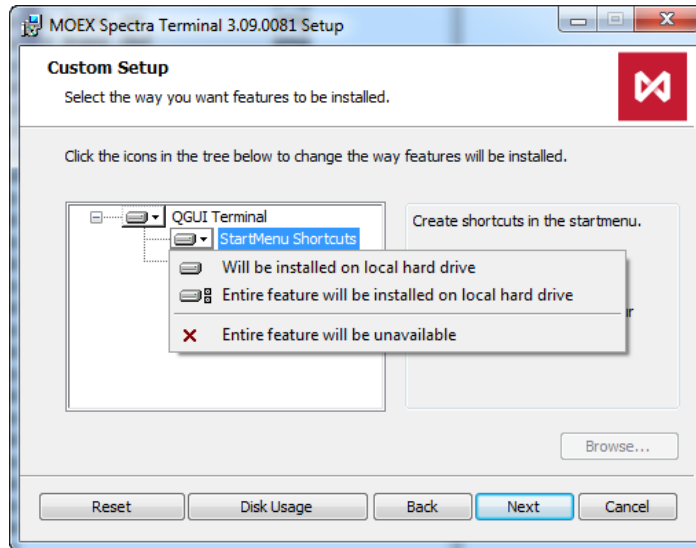 MOEX Spectra Terminal 3.09.0081 Setup
Custom Setup
Select the way you want features to be installed.
Click the icons in the tree below to change the way features will be installed.
QGUI Terminal
StartMenu Shortcuts
Create shortcuts in the startmenu.
Will be installed on local hard drive
Entire feature will be installed on local hard drive
Entire feature will be unavailable
Browse...
Reset
Disk Usage
Back
Next
Cancel